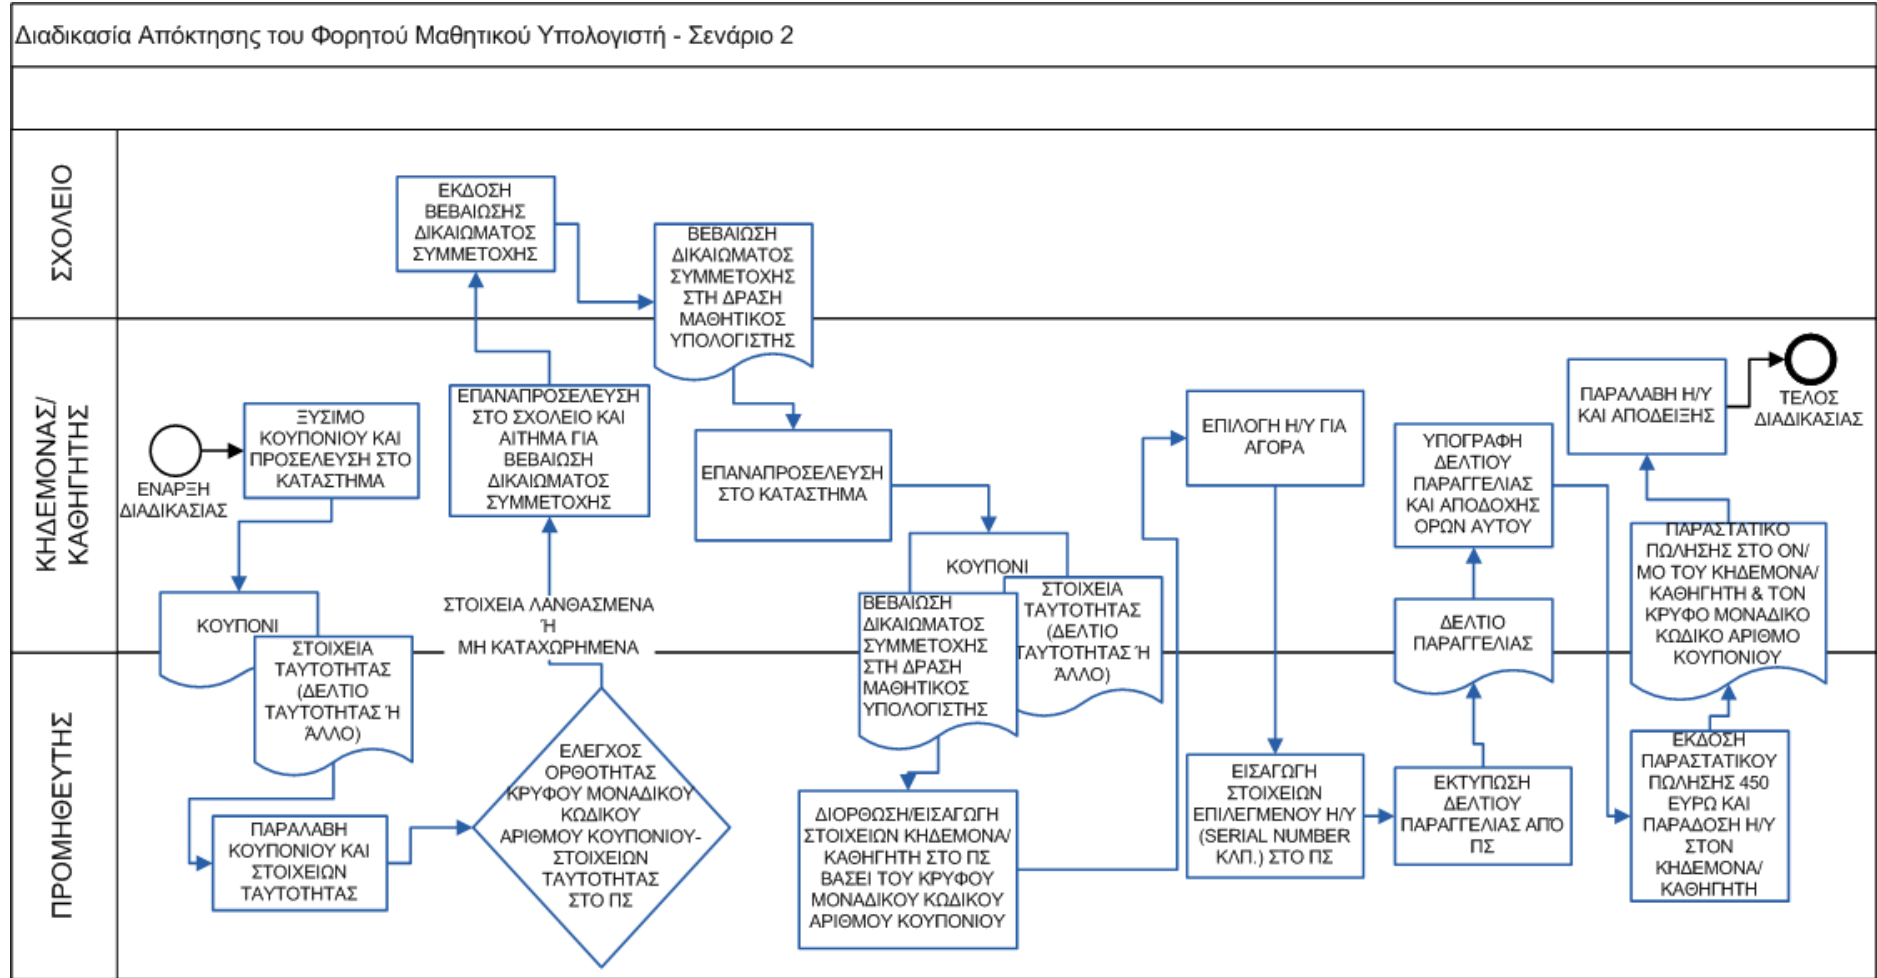 Διαδικασία Απόκτησης του Φορητού Μαθητικού Υπολογιστή - Σενάριο 2
ΣΧΟΛΕΙΟ
ΕΚΔΟΣΗ
ΒΕΒΑΙΩΣΗΣ
ΔΙΚΑΙΩΜΑΤΟΣ
ΣΥΜΜΕΤΟΧΗΣ
ΒΕΒΑΙΩΣΗ
ΔΙΚΑΙΩΜΑΤΟΣ
ΣΥΜΜΕΤΟΧΗΣ
ΣΤΗ ΔΡΑΣΗ
ΜΑΘΗΤΙΚΟΣ
ΥΠΟΛΟΓΙΣΤΗΣ
ΚΗΔΕΜΟΝΑΣ/
ΚΑΘΗΓΗΤΗΣ
ΕΝΑΡΞΗ
ΔΙΑΔΙΚΑΣΙΑΣ
ΞΥΣΙΜΟ
ΚΟΥΠΟΝΙΟΥ ΚΑΙ
ΠΡΟΣΕΛΕΥΣΗ ΣΤΟ
ΚΑΤΑΣΤΗΜΑ
ΚΟΥΠΟΝΙ
ΣΤΟΙΧΕΙΑ
ΤΑΥΤΟΤΗΤΑΣ
(ΔΕΛΤΙΟ
ΤΑΥΤΟΤΗΤΑΣ Ή
ΆΛΛΟ)
ΕΠΑΝΑΠΡΟΣΕΛΕΥΣΗ
ΣΤΟ ΣΧΟΛΕΙΟ ΚΑΙ
ΑΙΤΗΜΑ ΓΙΑ
ΒΕΒΑΙΩΣΗ
ΔΙΚΑΙΩΜΑΤΟΣ
ΣΥΜΜΕΤΟΧΗΣ
ΣΤΟΙΧΕΙΑ ΛΑΝΘΑΣΜΕΝΑ
Ή
ΜΗ ΚΑΤΑΧΩΡΗΜΕΝΑ
ΕΠΑΝΑΠΡΟΣΕΛΕΥΣΗ
ΣΤΟ ΚΑΤΑΣΤΗΜΑ
ΚΟΥΠΟΝΙ
ΣΤΟΙΧΕΙΑ
ΤΑΥΤΟΤΗΤΑΣ
(ΔΕΛΤΙΟ
ΤΑΥΤΟΤΗΤΑΣ Ή
ΆΛΛΟ)
ΒΕΒΑΙΩΣΗ
ΔΙΚΑΙΩΜΑΤΟΣ
ΣΥΜΜΕΤΟΧΗΣ
ΣΤΗ ΔΡΑΣΗ
ΜΑΘΗΤΙΚΟΣ
ΥΠΟΛΟΓΙΣΤΗΣ
ΕΠΙΛΟΓΗ Η/Υ ΓΙΑ
ΑΓΟΡΑ
ΥΠΟΓΡΑΦΗ
ΔΕΛΤΙΟΥ
ΠΑΡΑΓΓΕΛΙΑΣ
ΚΑΙ ΑΠΟΔΟΧΗΣ
ΟΡΩΝ ΑΥΤΟΥ
ΔΕΛΤΙΟ
ΠΑΡΑΓΓΕΛΙΑΣ
ΠΑΡΑΛΑΒΗ Η/Υ
ΚΑΙ ΑΠΟΔΕΙΞΗΣ
ΤΕΛΟΣ
ΔΙΑΔΙΚΑΣΙΑΣ
ΠΑΡΑΣΤΑΤΙΚΟ
ΠΩΛΗΣΗΣ ΣΤΟ ΟΝ/
ΜΟ ΤΟΥ ΚΗΔΕΜΟΝΑ/
ΚΑΘΗΓΗΤΗ & ΤΟΝ
ΚΡΥΦΟ ΜΟΝΑΔΙΚΟ
ΚΩΔΙΚΟ ΑΡΙΘΜΟ
ΚΟΥΠΟΝΙΟΥ
ΠΡΟΜΗΘΕΥΤΗΣ
ΠΑΡΑΛΑΒΗ
ΚΟΥΠΟΝΙΟΥ ΚΑΙ
ΣΤΟΙΧΕΙΩΝ
ΤΑΥΤΟΤΗΤΑΣ
ΕΛΕΓΧΟΣ
ΟΡΘΟΤΗΤΑΣ
ΚΡΥΦΟΥ ΜΟΝΑΔΙΚΟΥ
ΚΩΔΙΚΟΥ
ΑΡΙΘΜΟΥ ΚΟΥΠΟΝΙΟΥ-
ΣΤΟΙΧΕΙΩΝ
ΤΑΥΤΟΤΗΤΑΣ
ΣΤΟ ΠΣ
ΔΙΟΡΘΩΣΗ/ΕΙΣΑΓΩΓΗ
ΣΤΟΙΧΕΙΩΝ ΚΗΔΕΜΟΝΑ/
ΚΑΘΗΓΗΤΗ ΣΤΟ ΠΣ
ΒΑΣΕΙ ΤΟΥ ΚΡΥΦΟΥ
ΜΟΝΑΔΙΚΟΥ ΚΩΔΙΚΟΥ
ΑΡΙΘΜΟΥ ΚΟΥΠΟΝΙΟΥ
ΕΙΣΑΓΩΓΗ
ΣΤΟΙΧΕΙΩΝ
ΕΠΙΛΕΓΜΕΝΟΥ Η/Υ
(SERIAL NUMBER
ΚΛΠ.) ΣΤΟ ΠΣ
ΕΚΤΥΠΩΣΗ
ΔΕΛΤΙΟΥ
ΠΑΡΑΓΓΕΛΙΑΣ ΑΠΌ
ΠΣ
ΕΚΔΟΣΗ
ΠΑΡΑΣΤΑΤΙΚΟΥ
ΠΩΛΗΣΗΣ 450
ΕΥΡΩ ΚΑΙ
ΠΑΡΑΔΟΣΗ Η/Υ
ΣΤΟΝ
ΚΗΔΕΜΟΝΑ/
ΚΑΘΗΓΗΤΗ